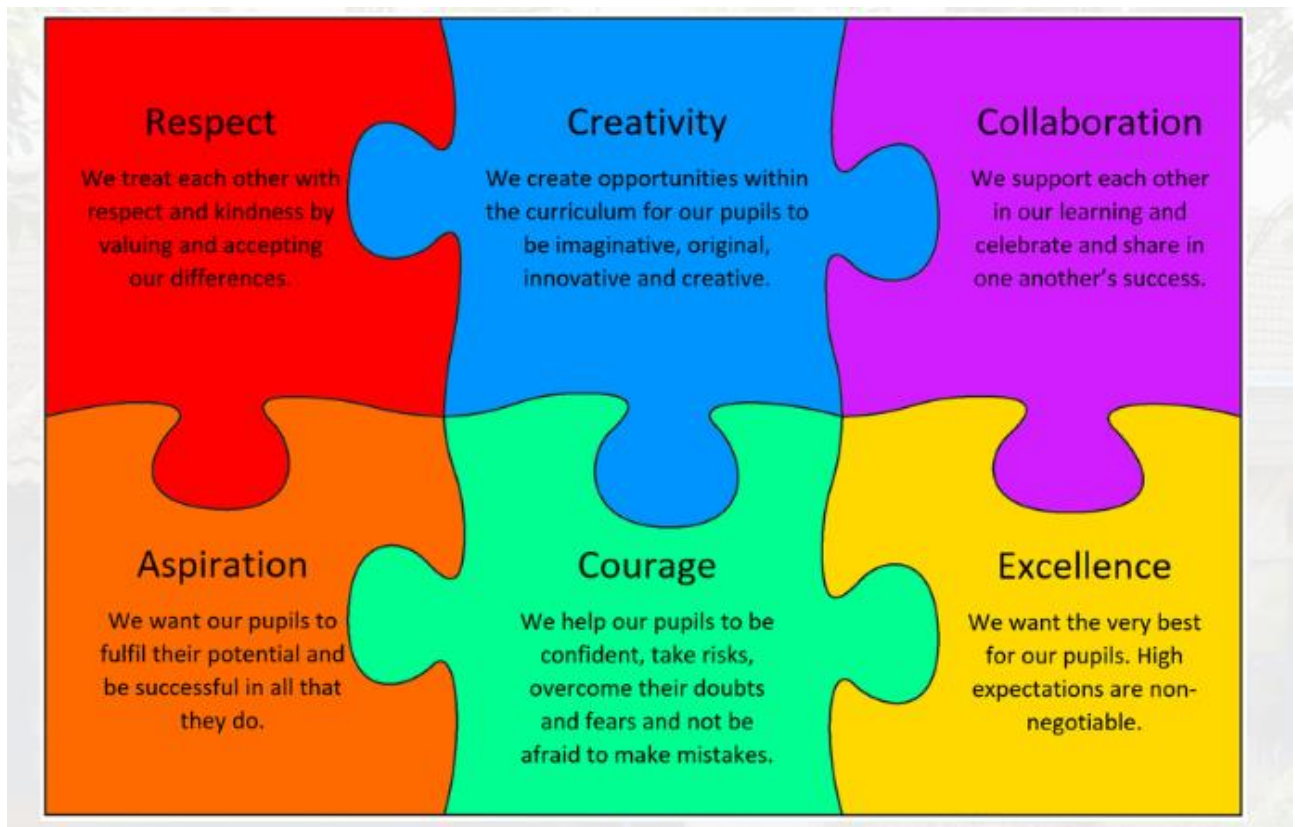 Respect
We treat each other with
respect and kindness by
valuing and accepting
our differences.
Creativity
We create opportunities within
the curriculum for our pupils to
be imaginative, original,
innovative and creative.
Collaboration
We support each other
in our learning and
celebrate and share in
one another’s success.
Aspiration
We want our pupils to
fulfil their potential and
be successful in all that
they do.
Courage
We help our pupils to be
confident, take risks,
overcome their doubts
and fears and not be
afraid to make mistakes.
Excellence
We want the very best
for our pupils. High
expectations are non-
negotiable.